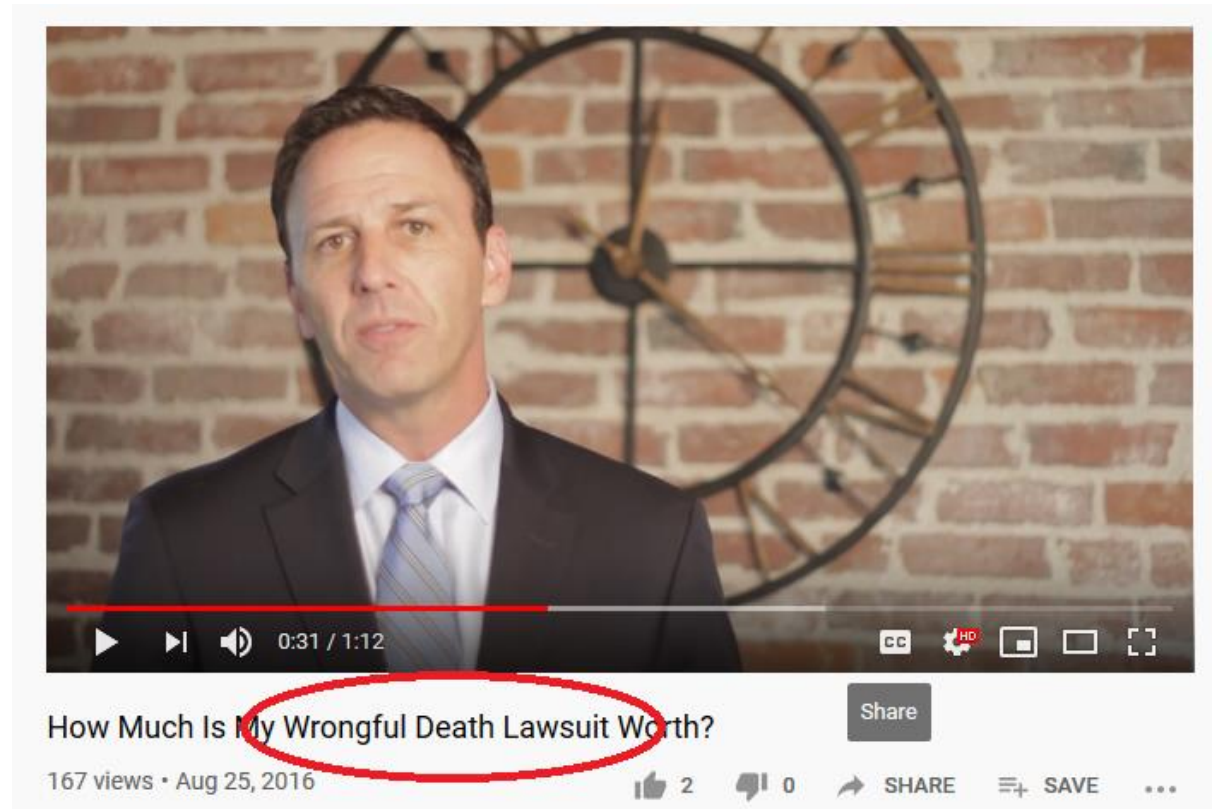 0:31 / 1:12
CC
HD
Share
How Much Is My Wrongful Death Lawsuit Worth?
167 views • Aug 25, 2016
2
0
SHARE
SAVE